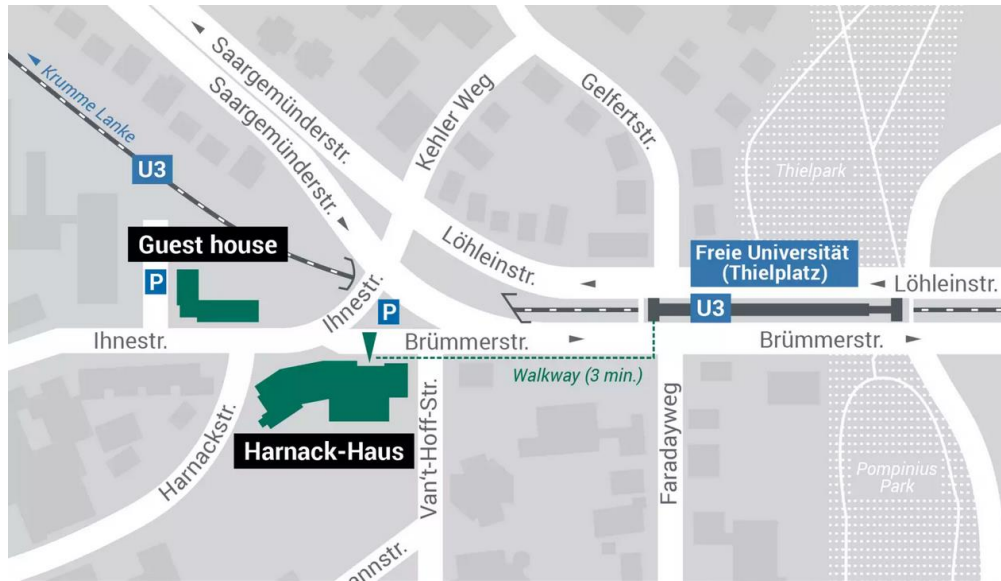 Saargemünderstr.
Saargemünderstr.
Krumme Lanke
U3
Kehler Weg
Gelfertstr.
Thielpark
Guest house
P
Löhleinstr.
Freie Universität
(Thielplatz)
Löhleinstr.
Ihnestr.
P
U3
Ihnestr.
Brümmerstr.
Brümmerstr.
Walkway (3 min.)
Harnack-Haus
Harnackstr.
Van't-Hoff-Str.
Faradayweg
Pompinius
Park
annstr.